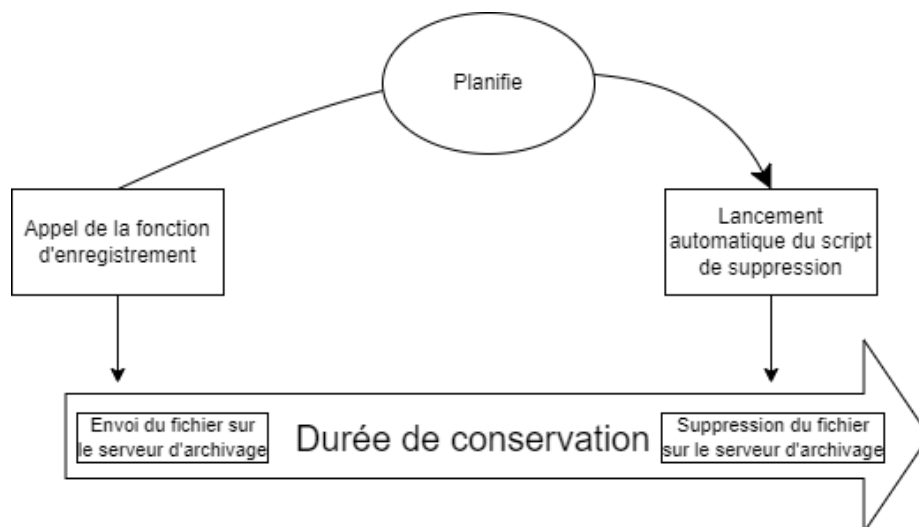 Planifie
Appel de la fonction
d'enregistrement
Lancement
automatique du script
de suppression
Envoi du fichier sur
le serveur d'archivage
Durée de conservation
Suppression du fichier
sur le serveur d'archivage